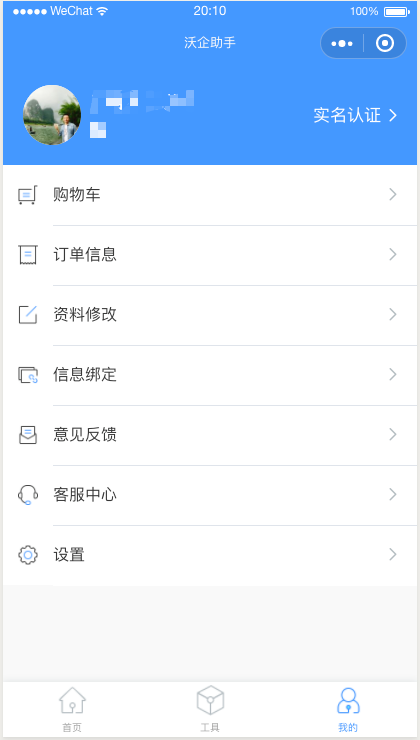 WeChat 20:10 100%
沃企助手
实名认证
购物车
订单信息
资料修改
信息绑定
意见反馈
客服中心
设置
首页 工具 我的